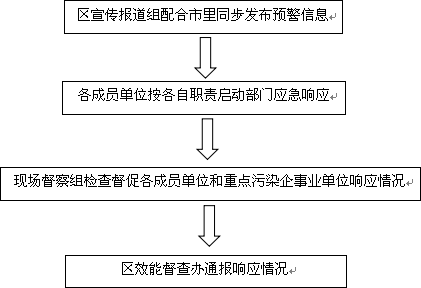 区宣传报道组配合市里同步发布预警信息
各成员单位按各自职责启动部门应急响应
现场督察组检查督促各成员单位和重点污染企事业单位响应情况
区效能督查办通报响应情况